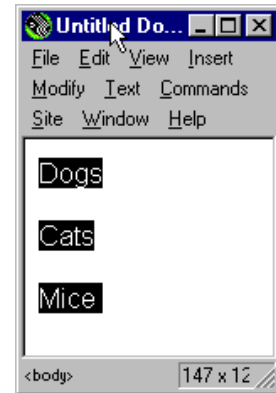 Untitled Do...
File Edit View Insert
Modify Text Commands
Site Window Help
Dogs
Cats
Mice
<body> 147 x 12